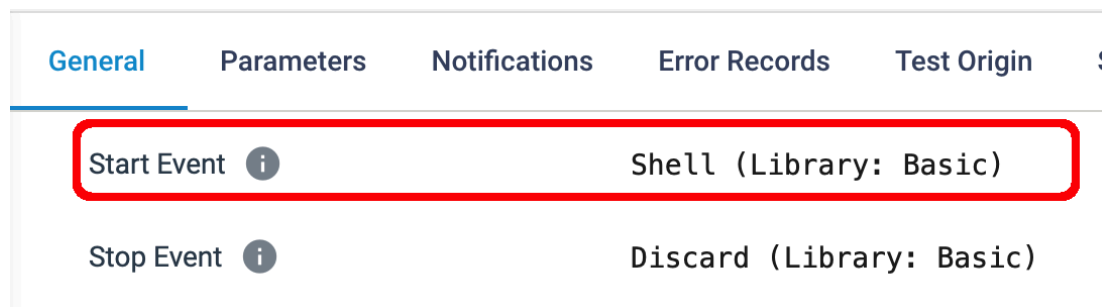 General Parameters Notifications Error Records Test Origin
Start Event i Shell (Library: Basic)
Stop Event i Discard (Library: Basic)